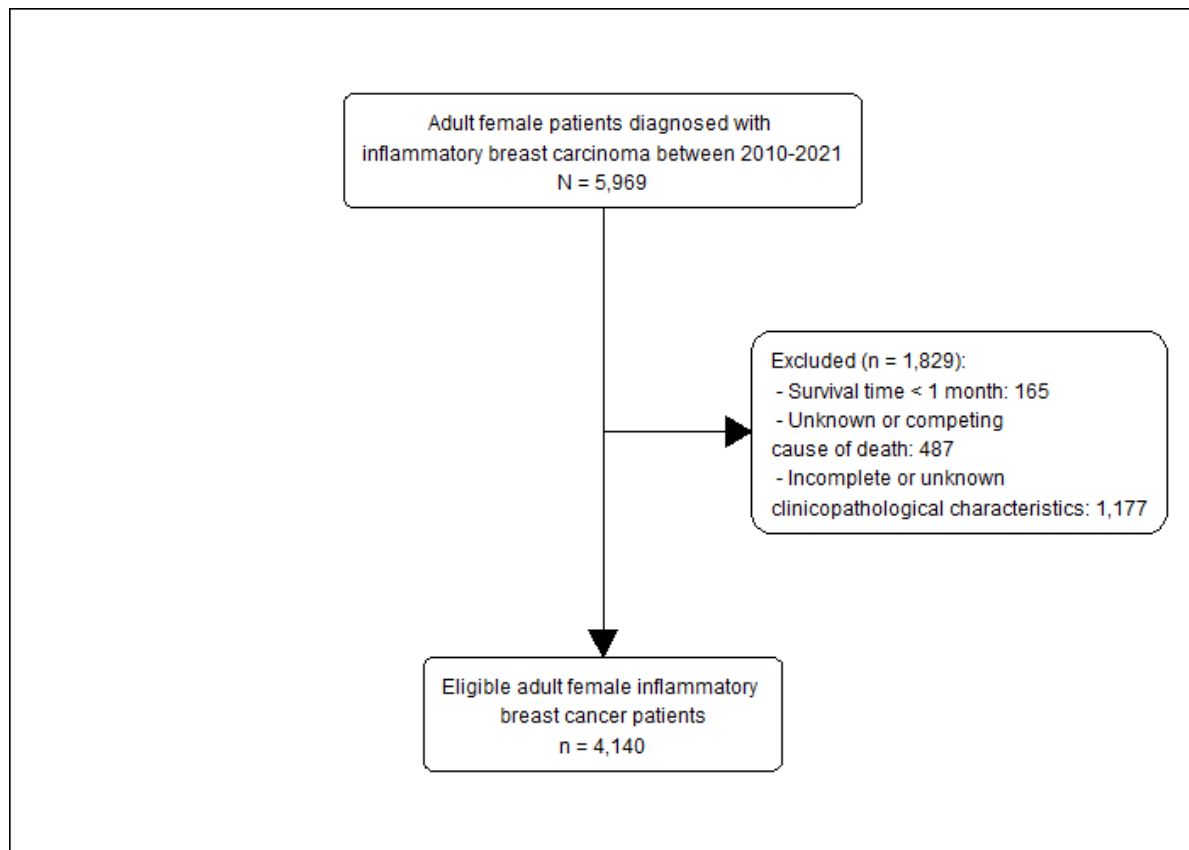 Adult female patients diagnosed with
inflammatory breast carcinoma between 2010-2021
N = 5,969
Excluded (n = 1,829):
- Survival time < 1 month: 165
- Unknown or competing
cause of death: 487
- Incomplete or unknown
clinicopathological characteristics: 1,177
Eligible adult female inflammatory
breast cancer patients
n = 4,140